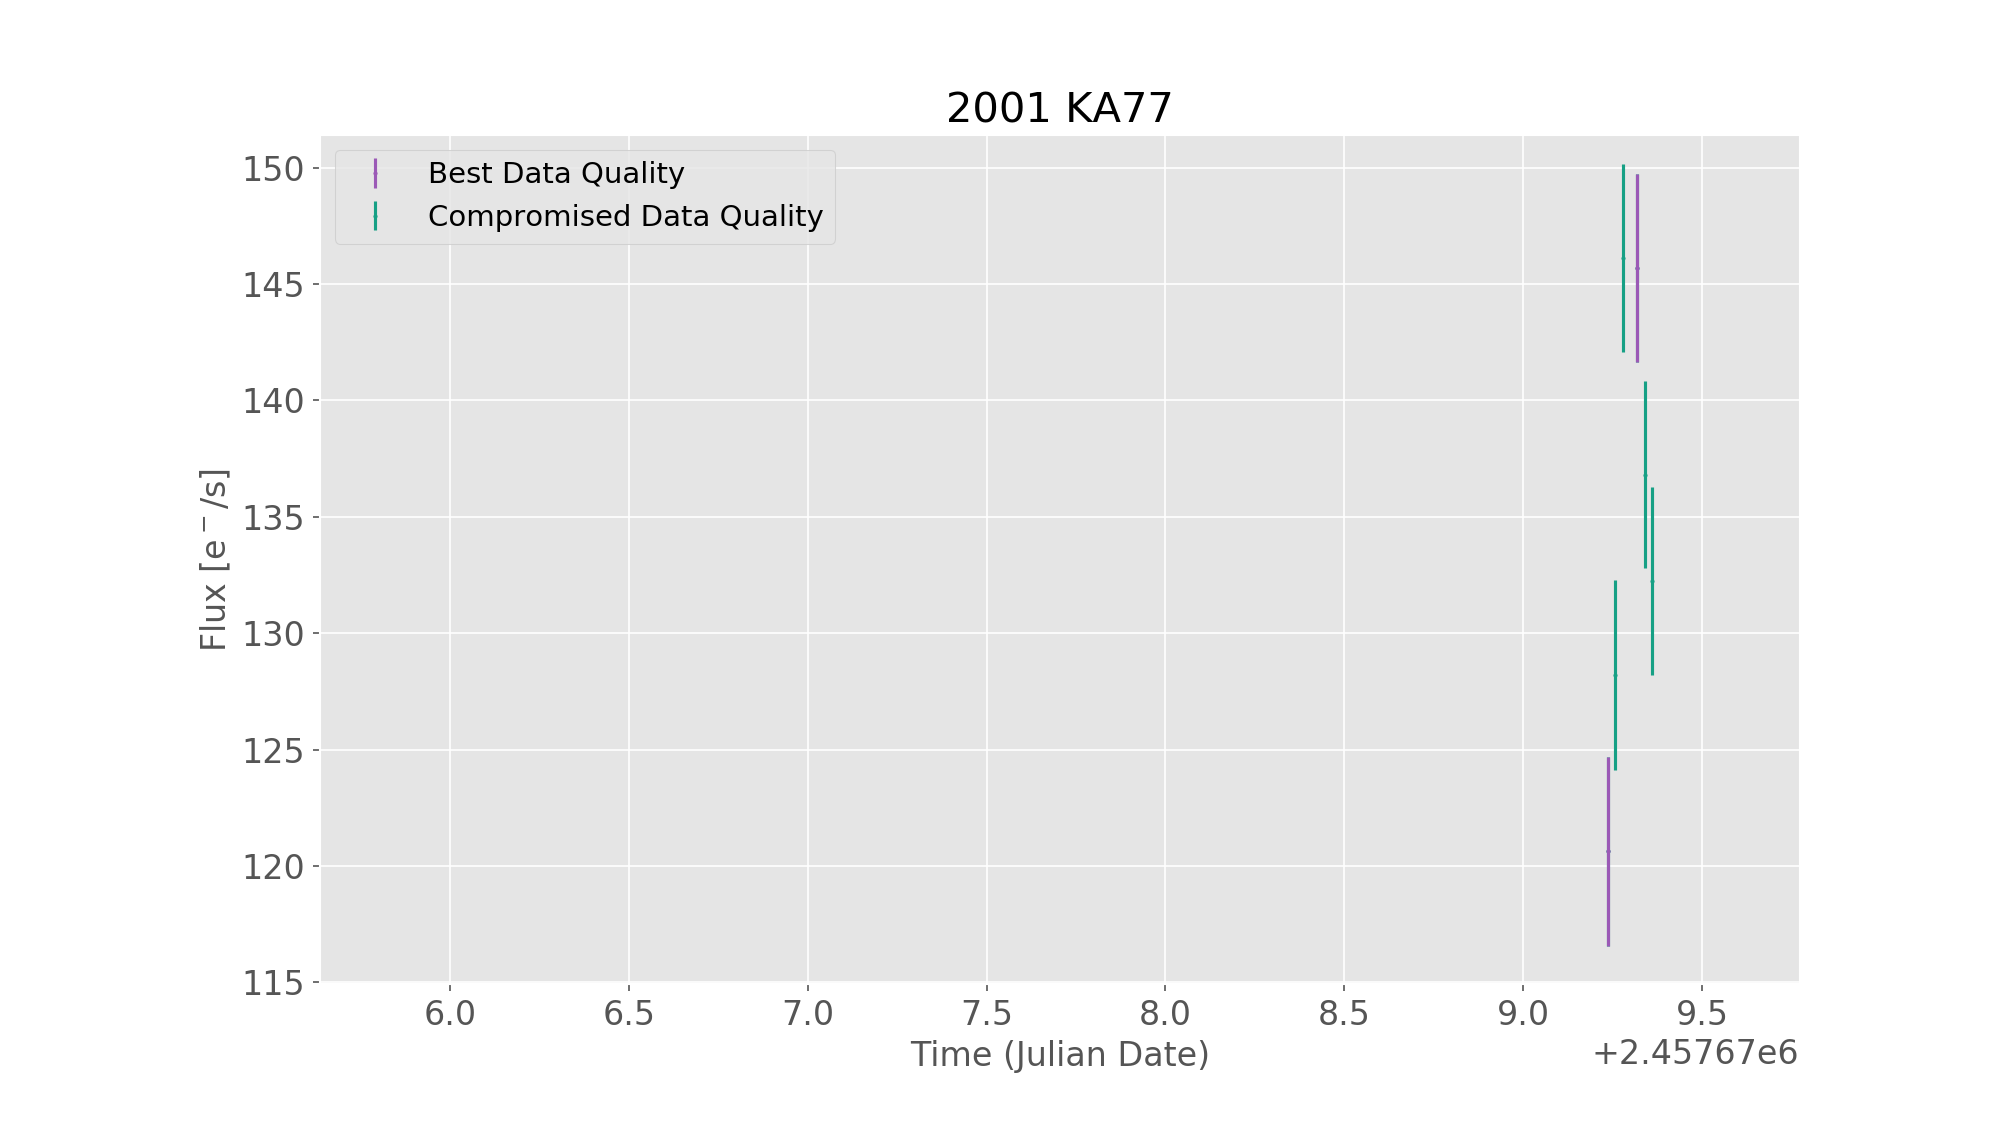 2001 KA77
Best Data Quality
Compromised Data Quality
150
145
140
135
130
125
120
115
Flux [e⁻/s]
6.0 6.5 7.0 7.5 8.0 8.5 9.0 9.5
Time (Julian Date)
+2.45767e6